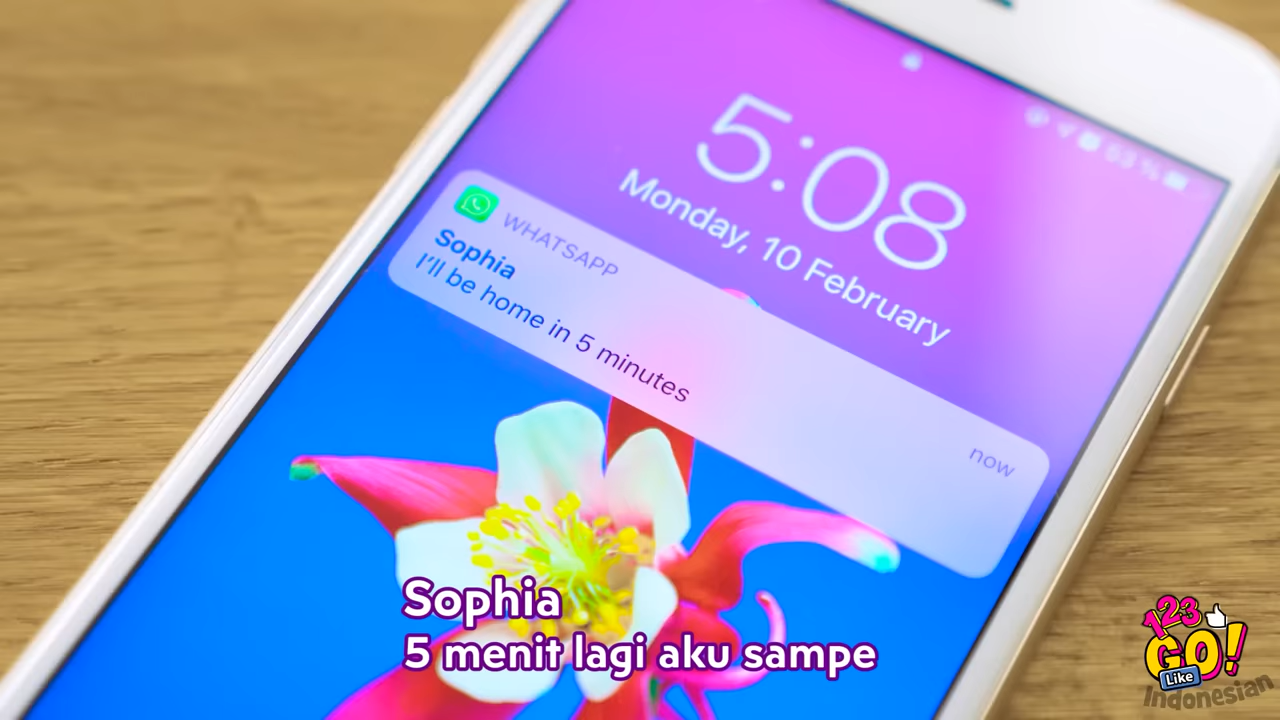 5:08
Monday, 10 February
WHATSAPP
now
Sophia
I'll be home in 5 minutes
Sophia
5 menit lagi aku sampe
123
GO!
Like
Indonesian